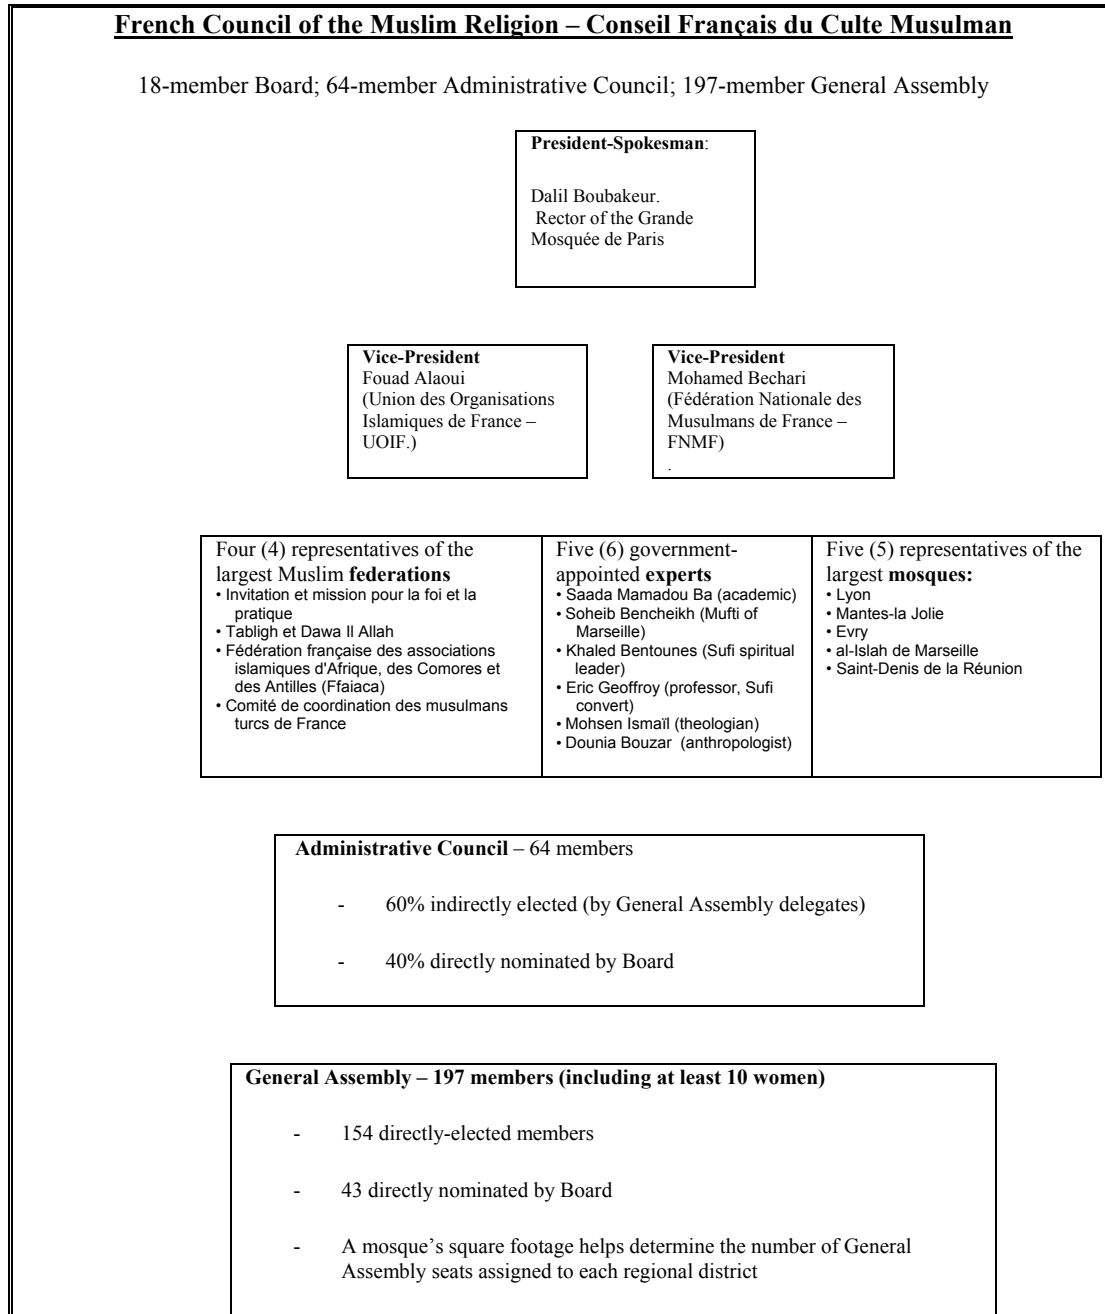 French Council of the Muslim Religion – Conseil Français du Culte Musulman
18-member Board; 64-member Administrative Council; 197-member General Assembly
President-Spokesman:
Dalil Boubakeur.
Rector of the Grande
Mosquée de Paris
Vice-President
Fouad Alaoui
(Union des Organisations
Islamiques de France –
UOIF.)
Vice-President
Mohamed Bechari
(Fédération Nationale des
Musulmans de France –
FNMF)
.
Four (4) representatives of the
largest Muslim federations
• Invitation et mission pour la foi et la
pratique
• Tabligh et Dawa Il Allah
• Fédération française des associations
islamiques d'Afrique, des Comores et
des Antilles (Ffaiaca)
• Comité de coordination des musulmans
turcs de France
Five (6) government-
appointed experts
• Saada Mamadou Ba (academic)
• Soheib Bencheikh (Mufti of
Marseille)
• Khaled Bentounes (Sufi spiritual
leader)
• Eric Geoffroy (professor, Sufi
convert)
• Mohsen Ismaïl (theologian)
• Dounia Bouzar (anthropologist)
Five (5) representatives of the
largest mosques:
• Lyon
• Mantes-la Jolie
• Evry
• al-Islah de Marseille
• Saint-Denis de la Réunion
Administrative Council – 64 members
- 60% indirectly elected (by General Assembly delegates)
- 40% directly nominated by Board
General Assembly – 197 members (including at least 10 women)
- 154 directly-elected members
- 43 directly nominated by Board
- A mosque’s square footage helps determine the number of General
Assembly seats assigned to each regional district